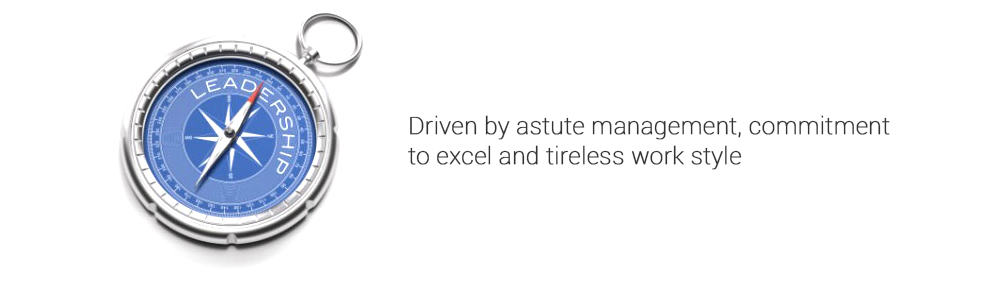 LEADERSHIP
Driven by astute management, commitment
to excel and tireless work style